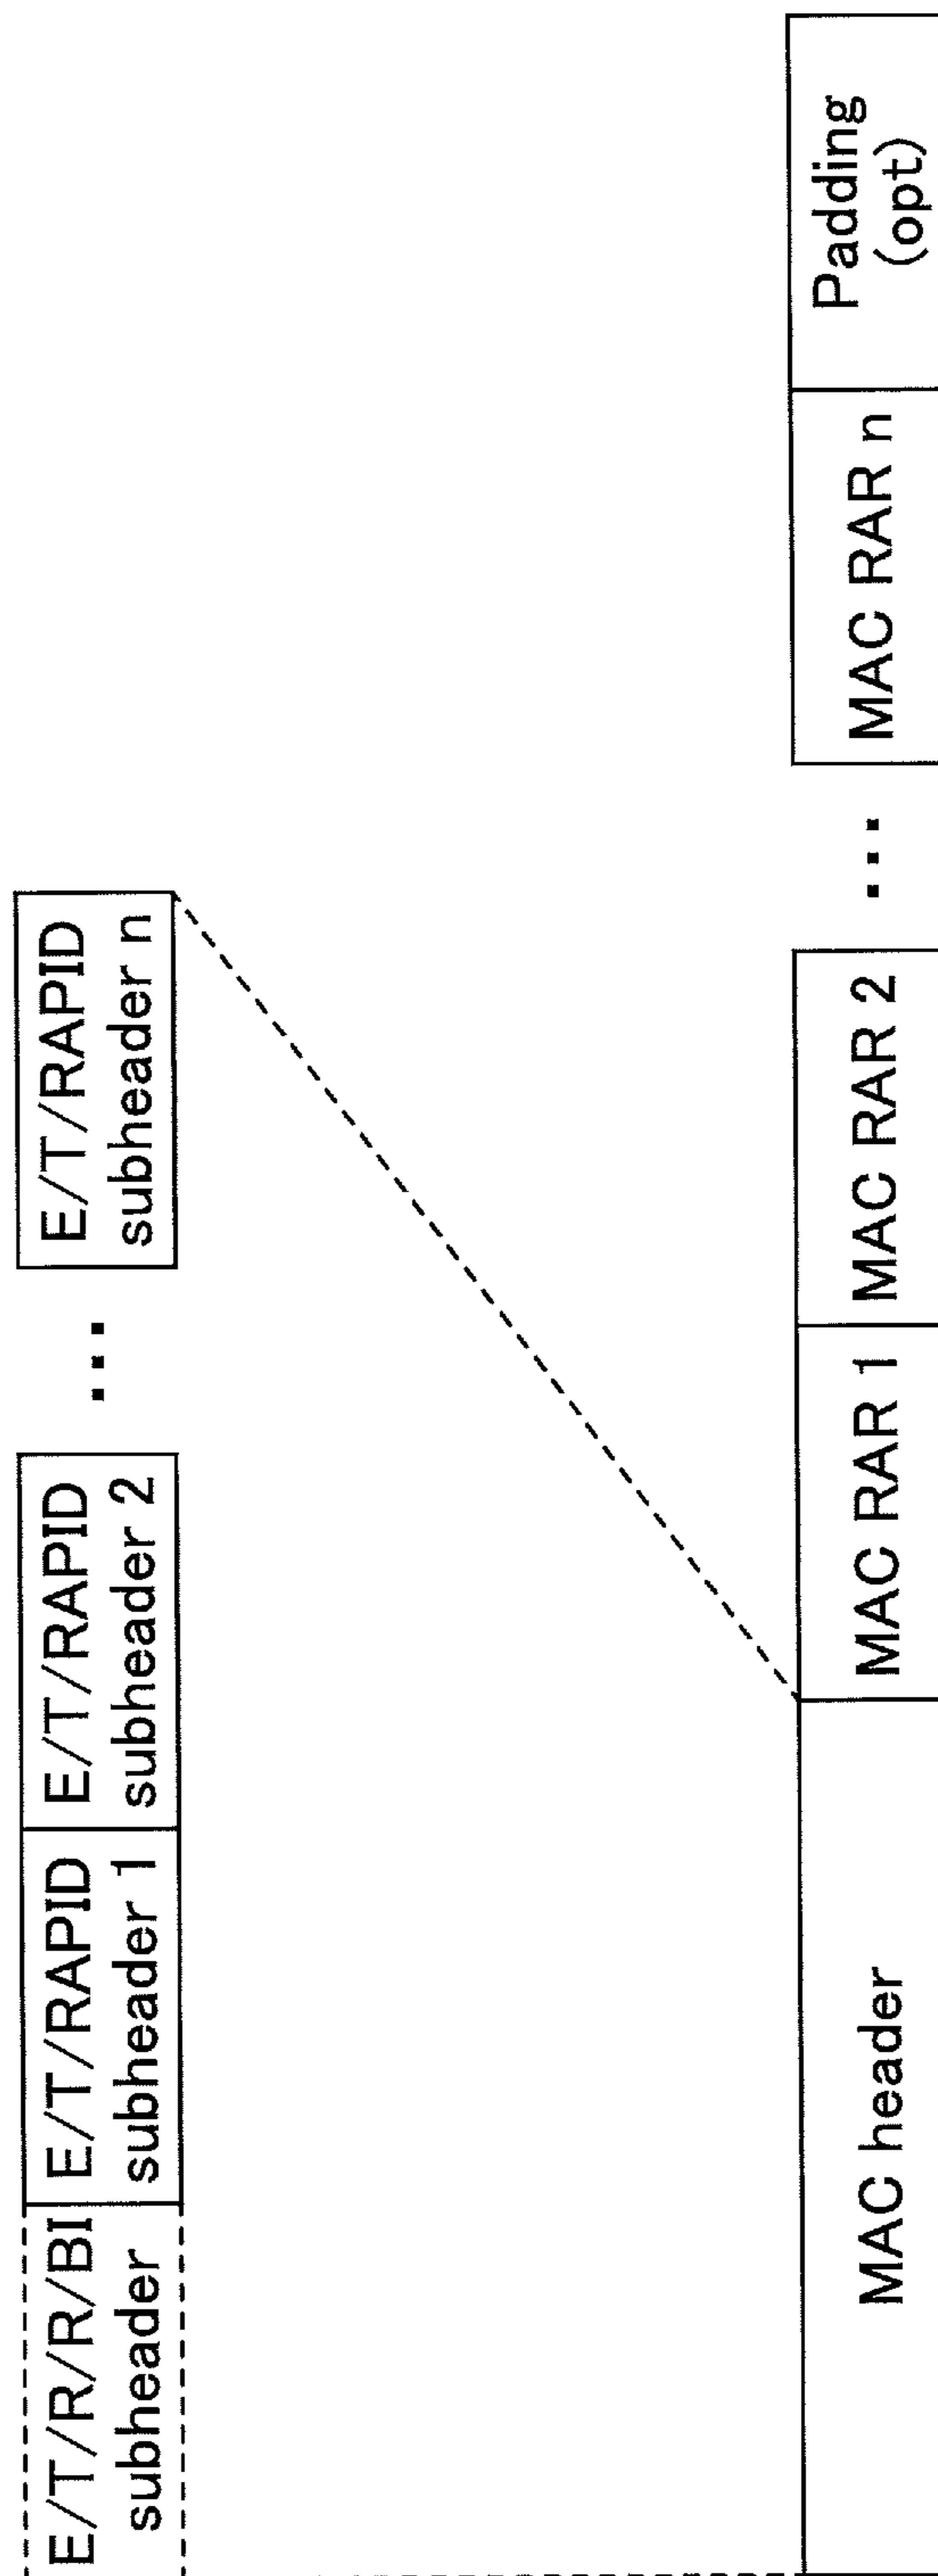 E/T/R/R/BI
subheader
E/T/RAPID
subheader 1
E/T/RAPID
subheader 2
...
E/T/RAPID
subheader n
MAC header
MAC RAR 1
MAC RAR 2
...
MAC RAR n
Padding
(opt)